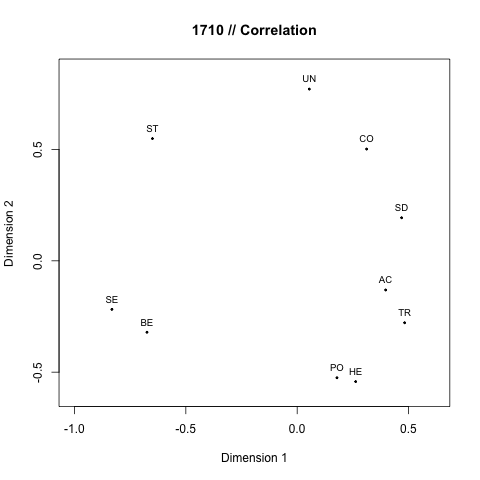 1710 // Correlation
UN
ST
CO
SD
AC
SE
TR
BE
PO
HE
Dimension 2
0.5
0.0
-0.5
-1.0 -0.5 0.0 0.5
Dimension 1